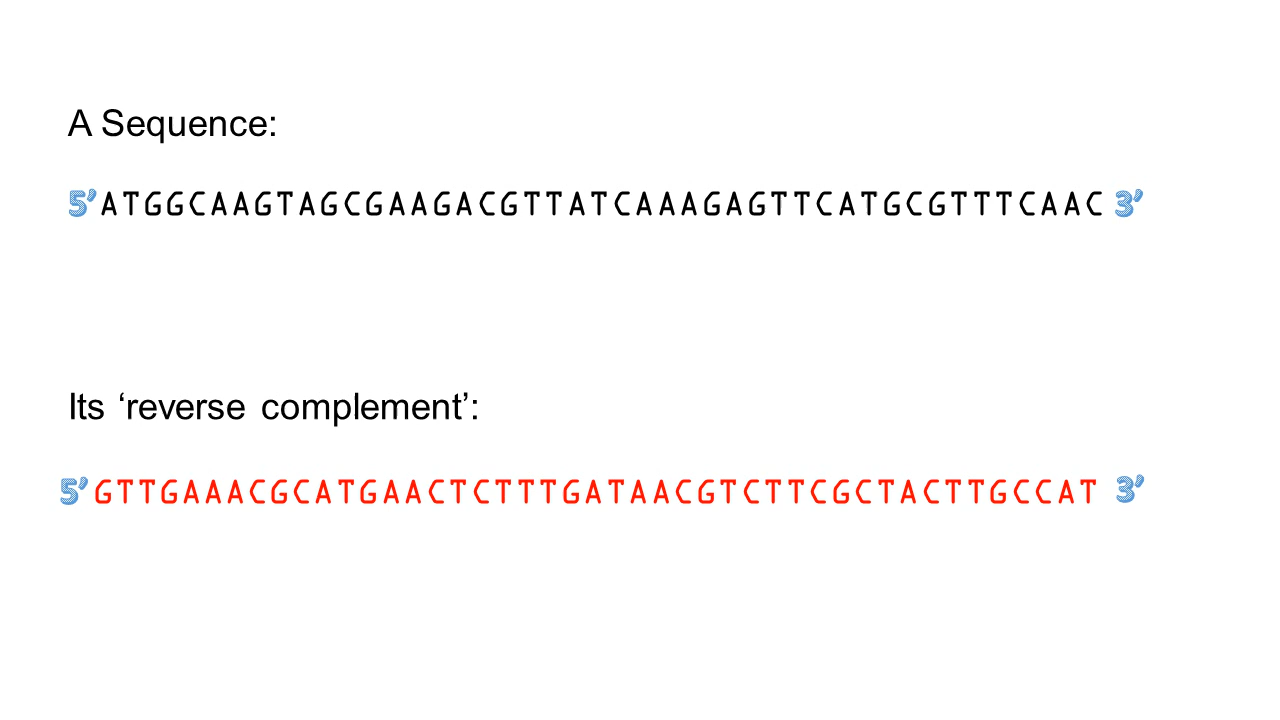 A Sequence:
5’ATGGCAAGTAGCGAAGACGTTATCAAAGAGTTCATGCGTTTCAAC 3’
Its ‘reverse complement’:
5’GTTGAAACGCATGAACTCTTTGATAACGTCTTCGCTACTTGCCAT 3’